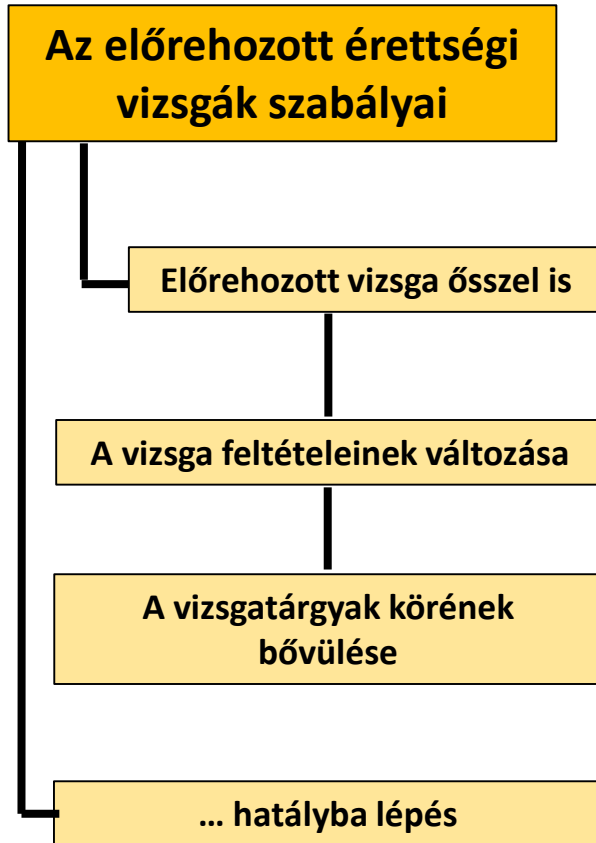 Az előrehozott érettségi
vizsgák szabályai
Előrehozott vizsga ősszel is
A vizsga feltételeinek változása
A vizsgatárgyak körének
bővülése
... hatályba lépés